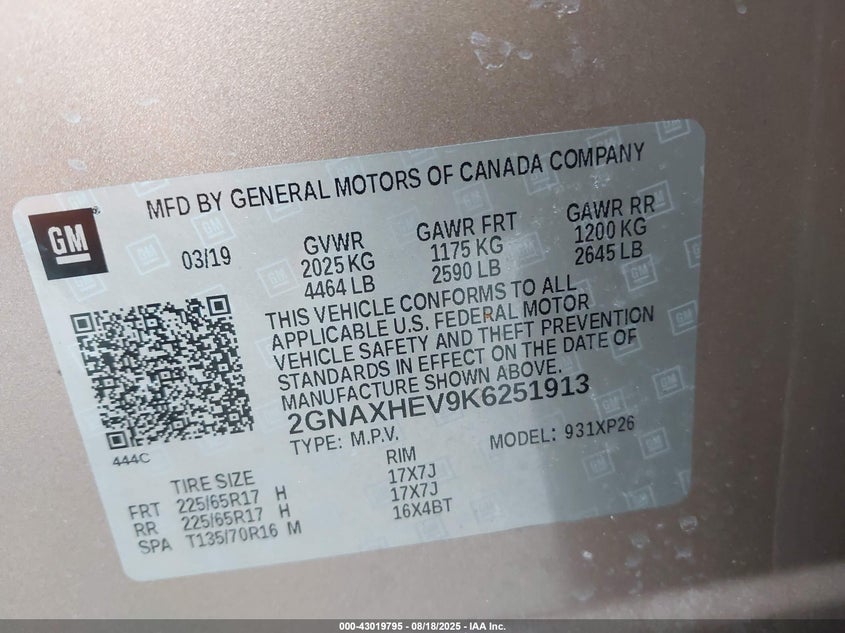 MFD BY GENERAL MOTORS OF CANADA COMPANY
GM
03/19
GVWR
2025 KG
4464 LB
GAWR FRT
1175 KG
2590 LB
GAWR RR
1200 KG
2645 LB
THIS VEHICLE CONFORMS TO ALL
APPLICABLE U.S. FEDERAL MOTOR
VEHICLE SAFETY AND THEFT PREVENTION
STANDARDS IN EFFECT ON THE DATE OF
MANUFACTURE SHOWN ABOVE.
2GNAXHEV9K6251913
TYPE: M.P.V. MODEL: 931XP26
444C
TIRE SIZE RIM
FRT 225/65R17 H 17X7J
RR 225/65R17 H 17X7J
SPA T135/70R16 M 16X4BT
000-43019795 - 08/18/2025 - IAA Inc.